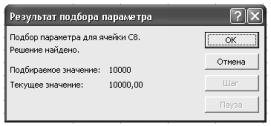 Результат подбора параметра
Подбор параметра для ячейки C8.
Решение найдено.
Подбираемое значение: 10000
Текущее значение: 10000,00
ОК
Отмена
Шаг
Пауза